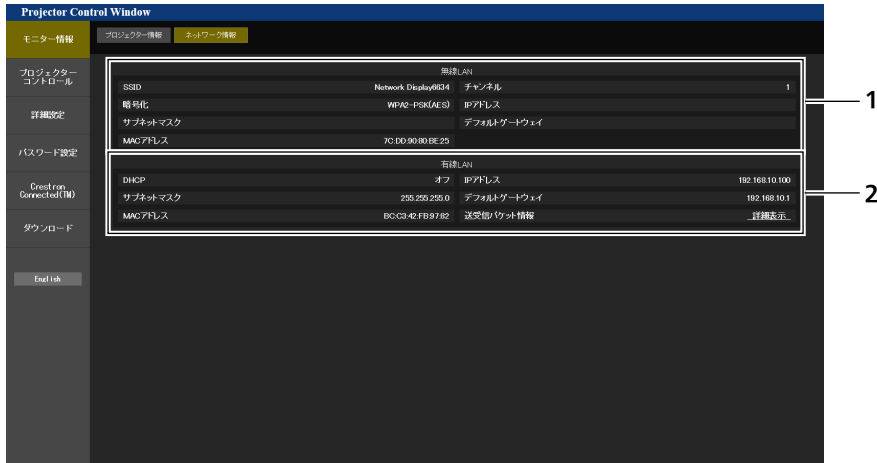 Projector Control Window
モニター情報
プロジェクター情報 ネットワーク情報
プロジェクター
コントロール
詳細設定
パスワード設定
Crestron
Connected(TM)
ダウンロード
English
無線LAN
SSID Network Display6634 チャンネル 1
暗号化 WPA2-PSK(AES) IPアドレス
サブネットマスク デフォルトゲートウェイ
MACアドレス 7C:DD:90:80:BE:25
1
有線LAN
DHCP オフ IPアドレス 192.168.10.100
サブネットマスク 255.255.255.0 デフォルトゲートウェイ 192.168.10.1
MACアドレス BC:C3:42:FB:97:82 送受信パケット情報 詳細表示
2